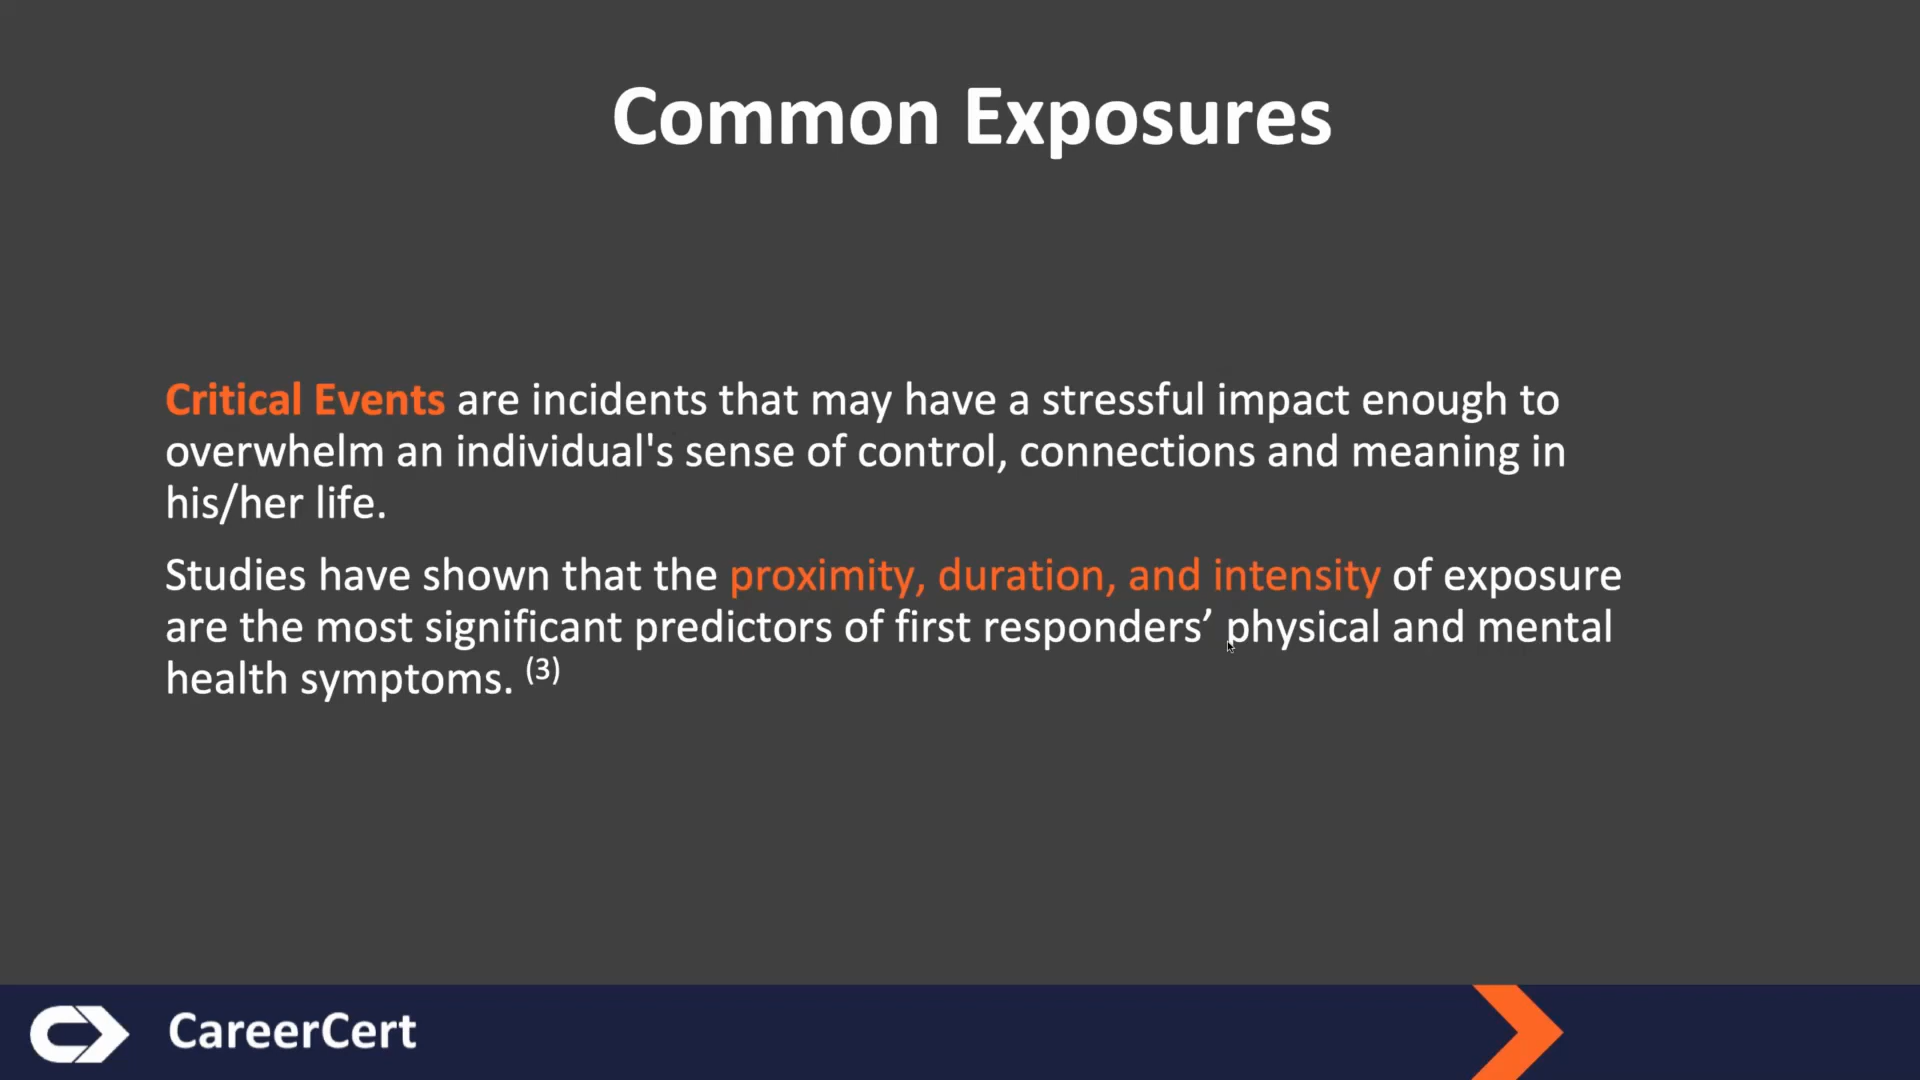 Common Exposures
Critical Events are incidents that may have a stressful impact enough to
overwhelm an individual's sense of control, connections and meaning in
his/her life.
Studies have shown that the proximity, duration, and intensity of exposure
are the most significant predictors of first responders’ physical and mental
health symptoms. (3)
CareerCert